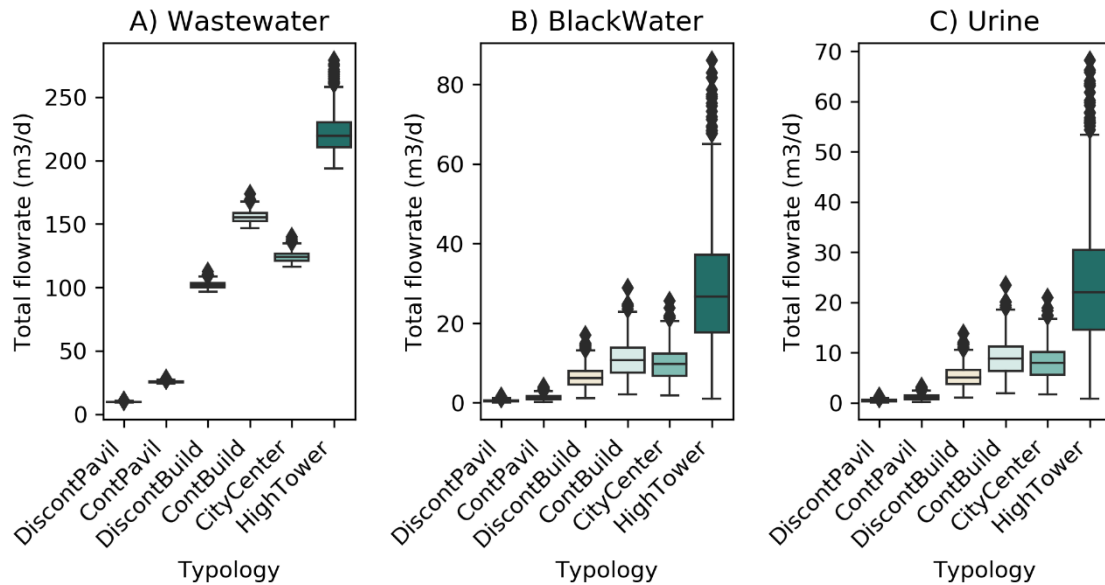 A) Wastewater
Total flowrate (m3/d)
250
200
150
100
50
0
DiscontPavil
ContPavil
DiscontBuild
ContBuild
CityCenter
HighTower
Typology
B) BlackWater
Total flowrate (m3/d)
80
60
40
20
0
DiscontPavil
ContPavil
DiscontBuild
ContBuild
CityCenter
HighTower
Typology
C) Urine
Total flowrate (m3/d)
70
60
50
40
30
20
10
0
DiscontPavil
ContPavil
DiscontBuild
ContBuild
CityCenter
HighTower
Typology